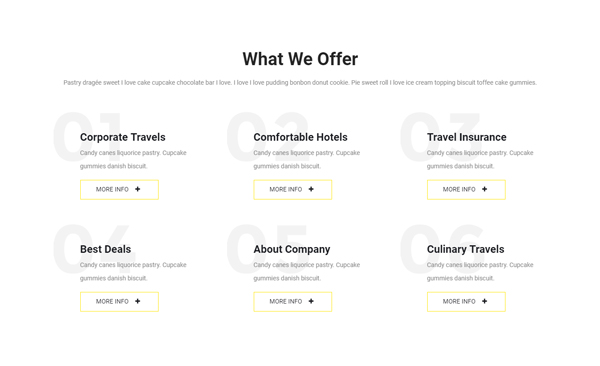 What We Offer
Pastry dragée sweet I love cake cupcake chocolate bar I love. I love I love pudding bonbon donut cookie. Pie sweet roll I love ice cream topping biscuit toffee cake gummies.
01
02
03
Corporate Travels
Candy canes liquorice pastry. Cupcake
gummies danish biscuit.
MORE INFO +
Comfortable Hotels
Candy canes liquorice pastry. Cupcake
gummies danish biscuit.
MORE INFO +
Travel Insurance
Candy canes liquorice pastry. Cupcake
gummies danish biscuit.
MORE INFO +
04
05
06
Best Deals
Candy canes liquorice pastry. Cupcake
gummies danish biscuit.
MORE INFO +
About Company
Candy canes liquorice pastry. Cupcake
gummies danish biscuit.
MORE INFO +
Culinary Travels
Candy canes liquorice pastry. Cupcake
gummies danish biscuit.
MORE INFO +